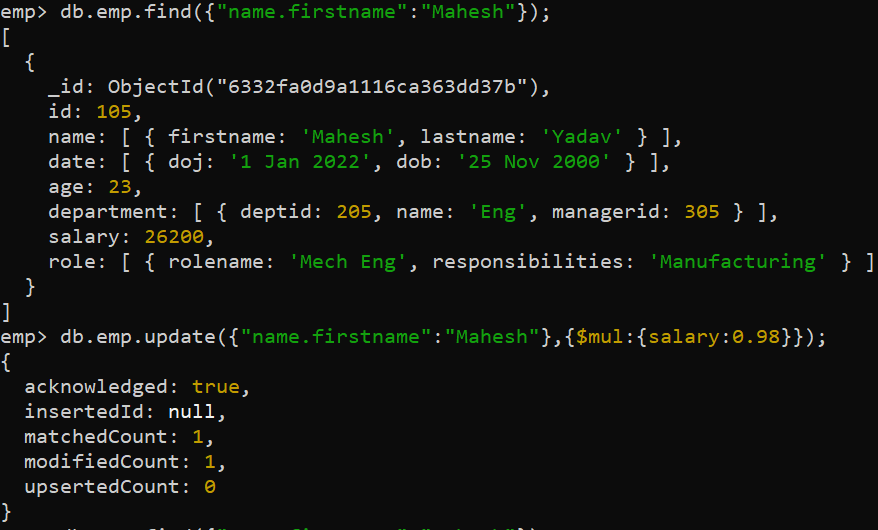 emp> db.emp.find({"name.firstname":"Mahesh"});
[
  {
    _id: ObjectId("6332fa0d9a1116ca363dd37b"),
    id: 105,
    name: [ { firstname: 'Mahesh', lastname: 'Yadav' } ],
    date: [ { doj: '1 Jan 2022', dob: '25 Nov 2000' } ],
    age: 23,
    department: [ { deptid: 205, name: 'Eng', managerid: 305 } ],
    salary: 26200,
    role: [ { rolename: 'Mech Eng', responsibilities: 'Manufacturing' } ]
  }
]
emp> db.emp.update({"name.firstname":"Mahesh"},{$mul:{salary:0.98}});
{
  acknowledged: true,
  insertedId: null,
  matchedCount: 1,
  modifiedCount: 1,
  upsertedCount: 0
}